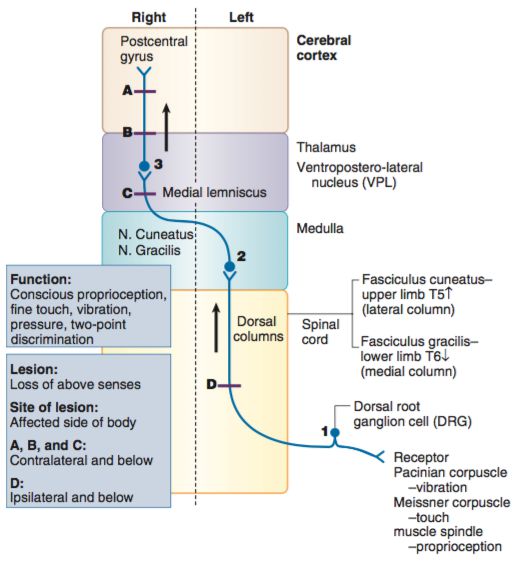 Right
Left
Postcentral
gyrus
Cerebral
cortex
A
B
3
Thalamus
Ventropostero-lateral
nucleus (VPL)
C
Medial lemniscus
N. Cuneatus
N. Gracilis
Medulla
2
Function:
Conscious proprioception,
fine touch, vibration,
pressure, two-point
discrimination
Lesion:
Loss of above senses
Site of lesion:
Affected side of body
A, B, and C:
Contralateral and below
D:
Ipsilateral and below
Dorsal
columns
Spinal
cord
Fasciculus cuneatus–
upper limb T5↑
(lateral column)
Fasciculus gracilis–
lower limb T6↓
(medial column)
D
1
Dorsal root
ganglion cell (DRG)
Receptor
Pacinian corpuscle
–vibration
Meissner corpuscle
–touch
muscle spindle
–proprioception